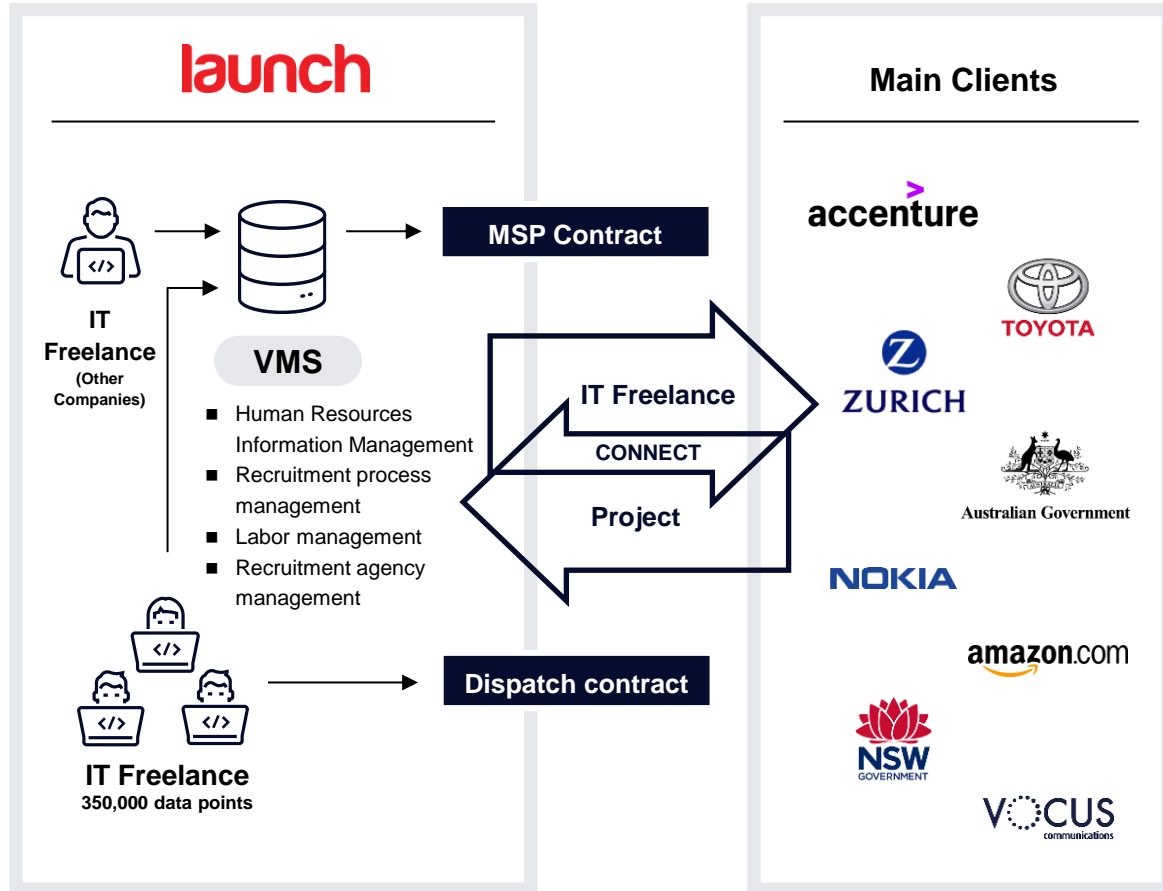 launch
</>
IT
Freelance
(Other
Companies)
VMS
■ Human Resources
Information Management
■ Recruitment process
management
■ Labor management
■ Recruitment agency
management
</>
</>
</>
IT Freelance
350,000 data points
MSP Contract
IT Freelance
CONNECT
Project
Dispatch contract
Main Clients
>
accenture
TOYOTA
Z
ZURICH
AUSTRALIA
Australian Government
NOKIA
amazon.com
NSW
GOVERNMENT
VOCUS
communications